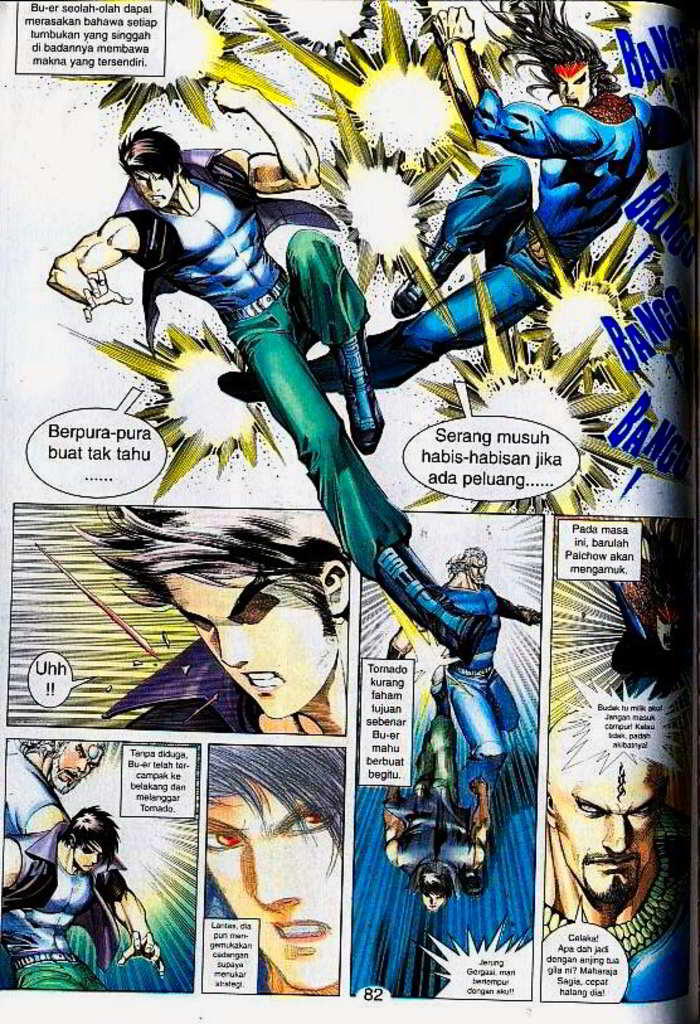 Bu-er seolah-olah dapat
merasakan bahawa setiap
tumbukan yang singgah
di badannya membawa
makna yang tersendiri.
BANGG
BANGG
!
BANGG
!
BANGG
!
Berpura-pura
buat tak tahu
......
Serang musuh
habis-habisan jika
ada peluang......
Uhh
!!
Tornado
kurang
faham
tujuan
sebenar
Bu-er
mahu
berbuat
begitu.
Pada masa
ini, barulah
Paichow akan
mengamuk.
Budak tu milik aku!
Jangan masuk
campur! Kalau
tidak, padah
akibatnya!
Tanpa diduga,
Bu-er telah ter-
campak ke
belakang dan
melanggar
Tornado.
Lantas, dia
pun men-
gemukakan
cadangan
supaya
menukar
strategi.
Jerung
Gergasi, mari
bertempur
dengan aku!!
Celaka!
Apa dah jadi
dengan anjing tua
gila ni? Maharaja
Sagia, cepat
halang dia!
82